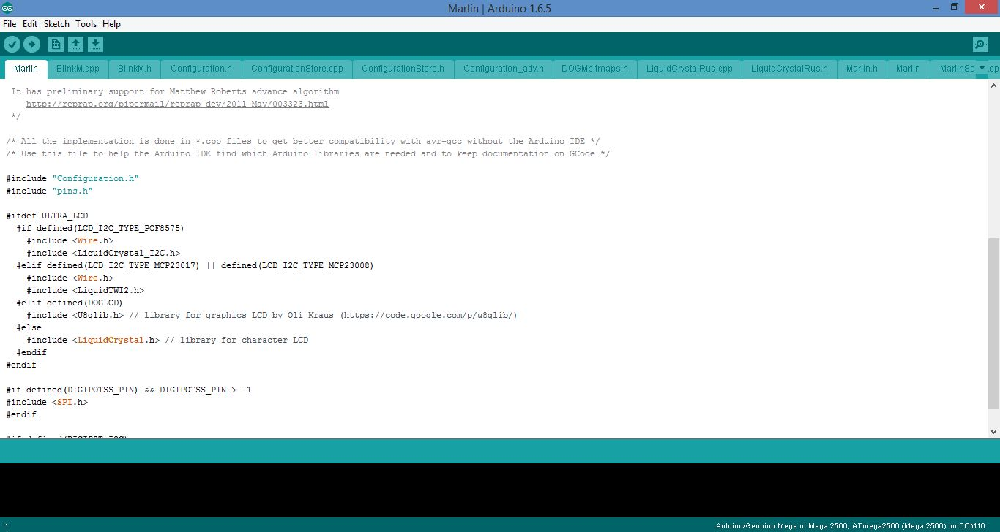 Marlin | Arduino 1.6.5
File Edit Sketch Tools Help
Marlin BlinkM.cpp BlinkM.h Configuration.h ConfigurationStore.cpp ConfigurationStore.h Configuration_adv.h DOGMbitmaps.h LiquidCrystalRus.cpp LiquidCrystalRus.h Marlin.h Marlin MarlinSe .cp
It has preliminary support for Matthew Roberts advance algorithm
http://reprap.org/pipermail/reprap-dev/2011-May/003323.html
*/
/* All the implementation is done in *.cpp files to get better compatibility with avr-gcc without the Arduino IDE */
/* Use this file to help the Arduino IDE find which Arduino libraries are needed and to keep documentation on GCode */
#include "Configuration.h"
#include "pins.h"
#ifdef ULTRA_LCD
#if defined(LCD_I2C_TYPE_PCF8575)
#include <Wire.h>
#include <LiquidCrystal_I2C.h>
#elif defined(LCD_I2C_TYPE_MCP23017) || defined(LCD_I2C_TYPE_MCP23008)
#include <Wire.h>
#include <LiquidTWI2.h>
#elif defined(DOGLCD)
#include <U8glib.h> // library for graphics LCD by Oli Kraus (https://code.google.com/p/u8glib/)
#else
#include <LiquidCrystal.h> // library for character LCD
#endif
#endif
#if defined(DIGIPOTSS_PIN) && DIGIPOTSS_PIN > -1
#include <SPI.h>
#endif
#if defined(DIGIPOT_I2C)
1
Arduino/Genuino Mega or Mega 2560, ATmega2560 (Mega 2560) on COM10